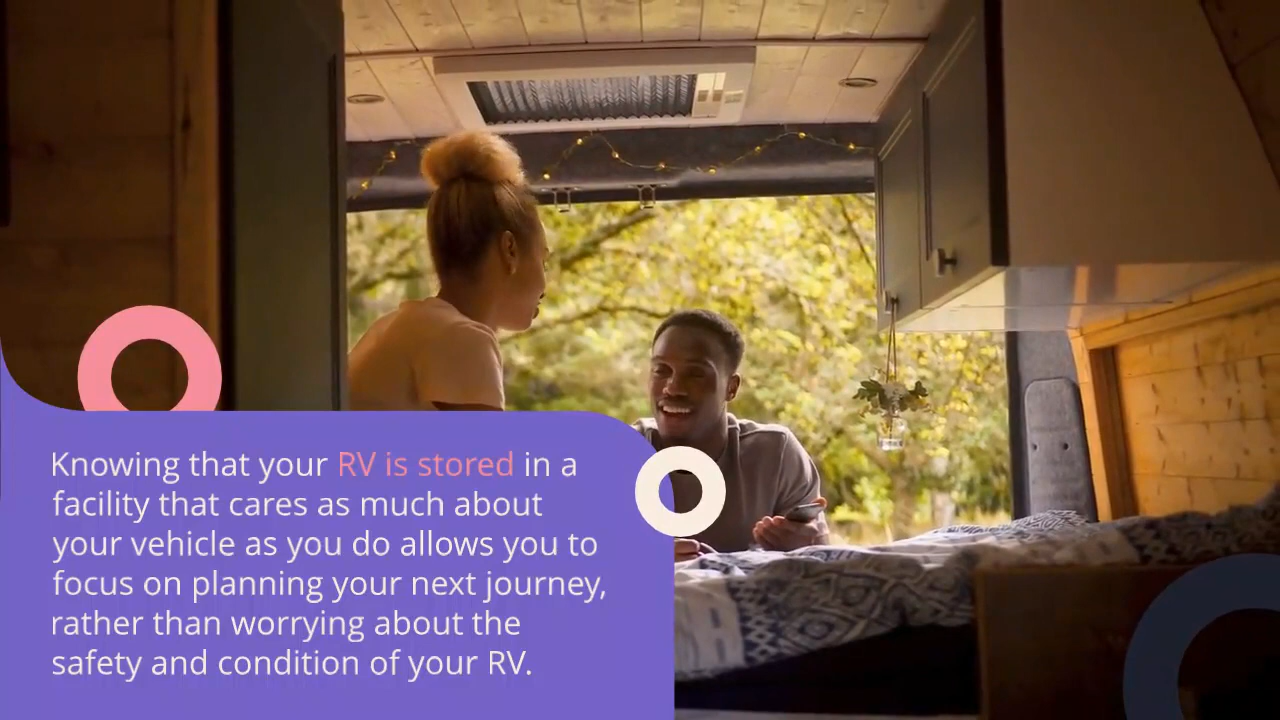 Knowing that your RV is stored in a
facility that cares as much about
your vehicle as you do allows you to
focus on planning your next journey,
rather than worrying about the
safety and condition of your RV.